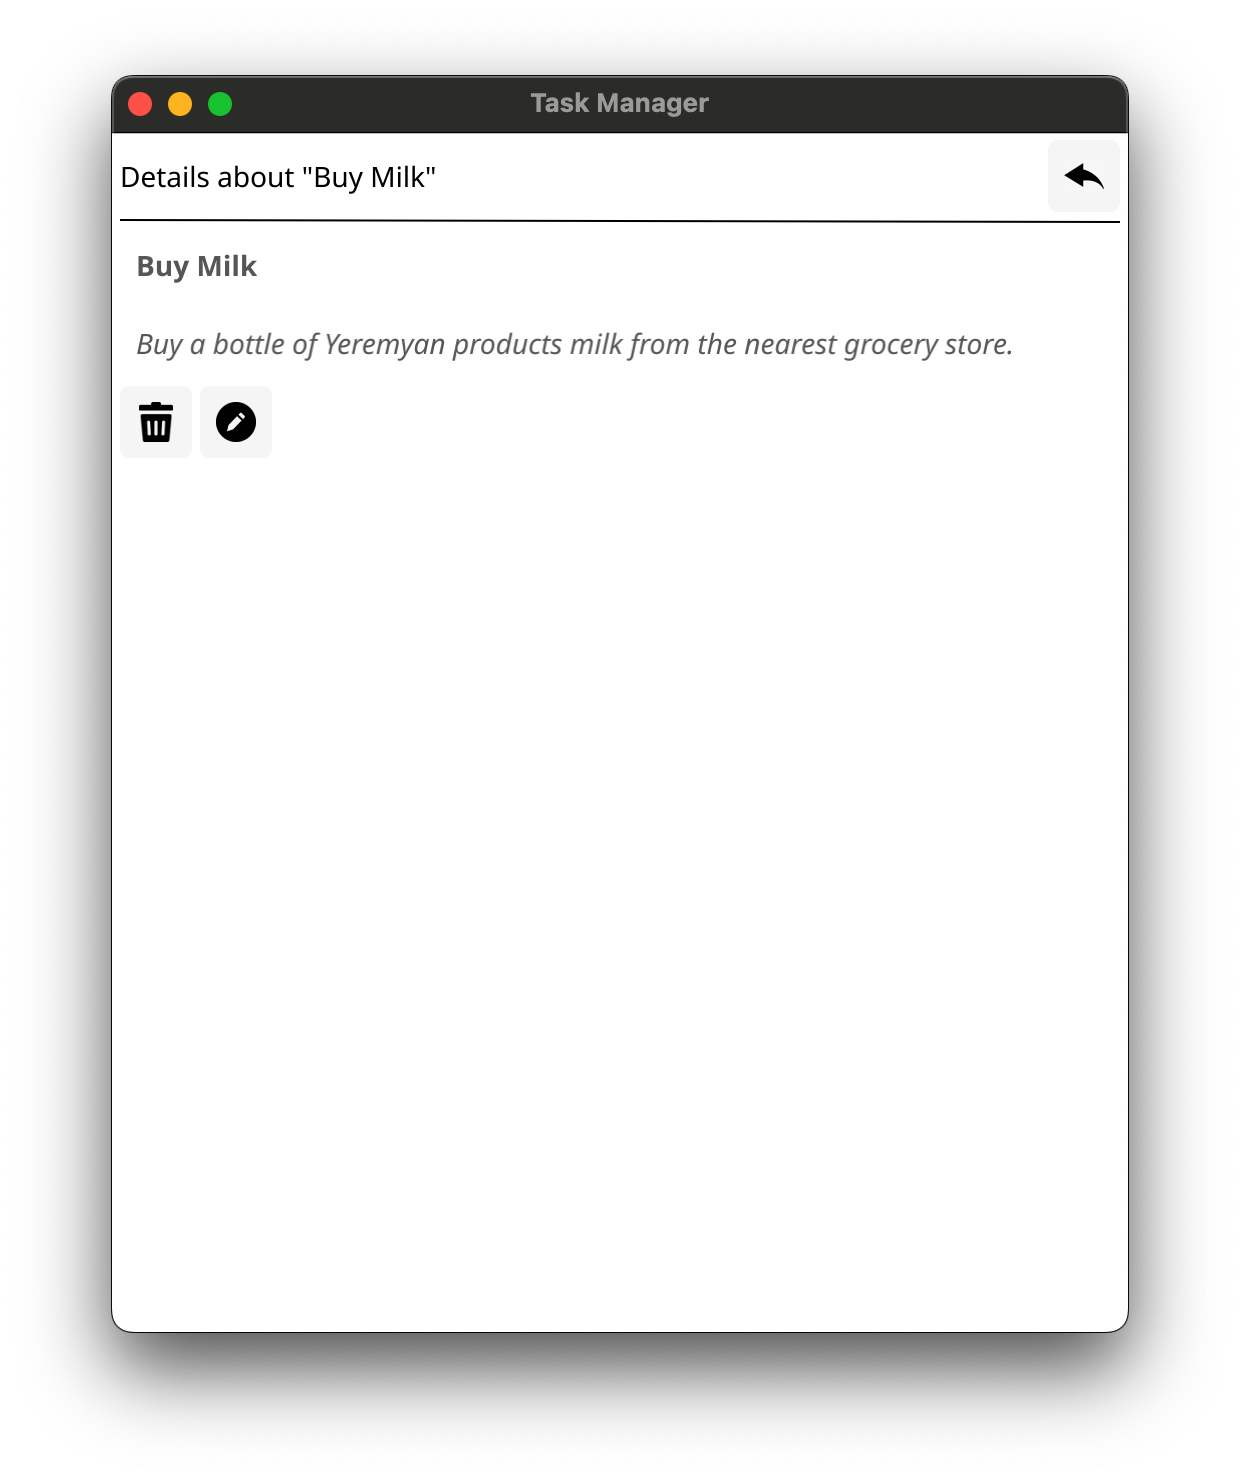 Task Manager
Details about "Buy Milk"
Buy Milk
Buy a bottle of Yeremyan products milk from the nearest grocery store.